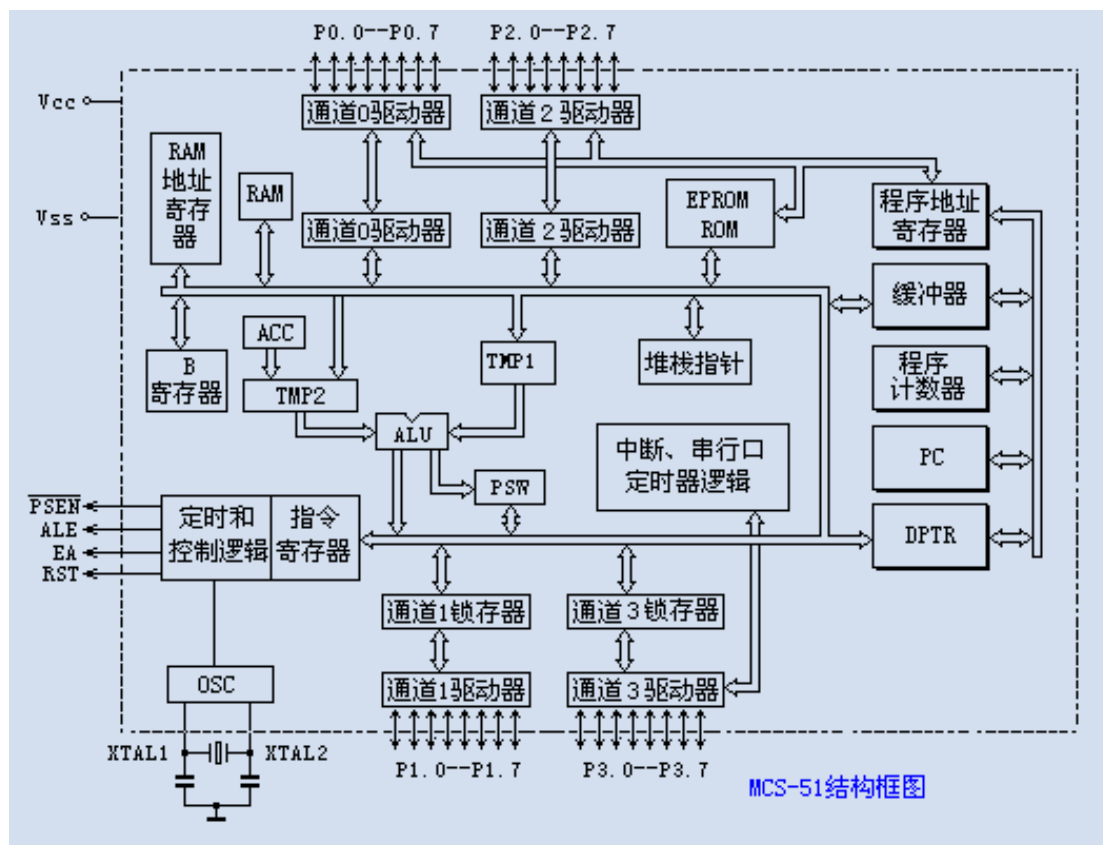 P0.0--P0.7
P2.0--P2.7
Vcc
通道0驱动器
通道2驱动器
RAM
地址
寄存
器
RAM
EPROM
ROM
程序地址
寄存器
Vss
通道0驱动器
通道2驱动器
缓冲器
ACC
TMP1
B
寄存器
TMP2
堆栈指针
程序
计数器
ALU
中断、串行口
定时器逻辑
PC
PSW
PSEN
ALE
EA
RST
定时和
控制逻辑
指令
寄存器
DPTR
通道1锁存器
通道3锁存器
OSC
通道1驱动器
通道3驱动器
XTAL1
XTAL2
P1.0--P1.7
P3.0--P3.7
MCS-51结构框图